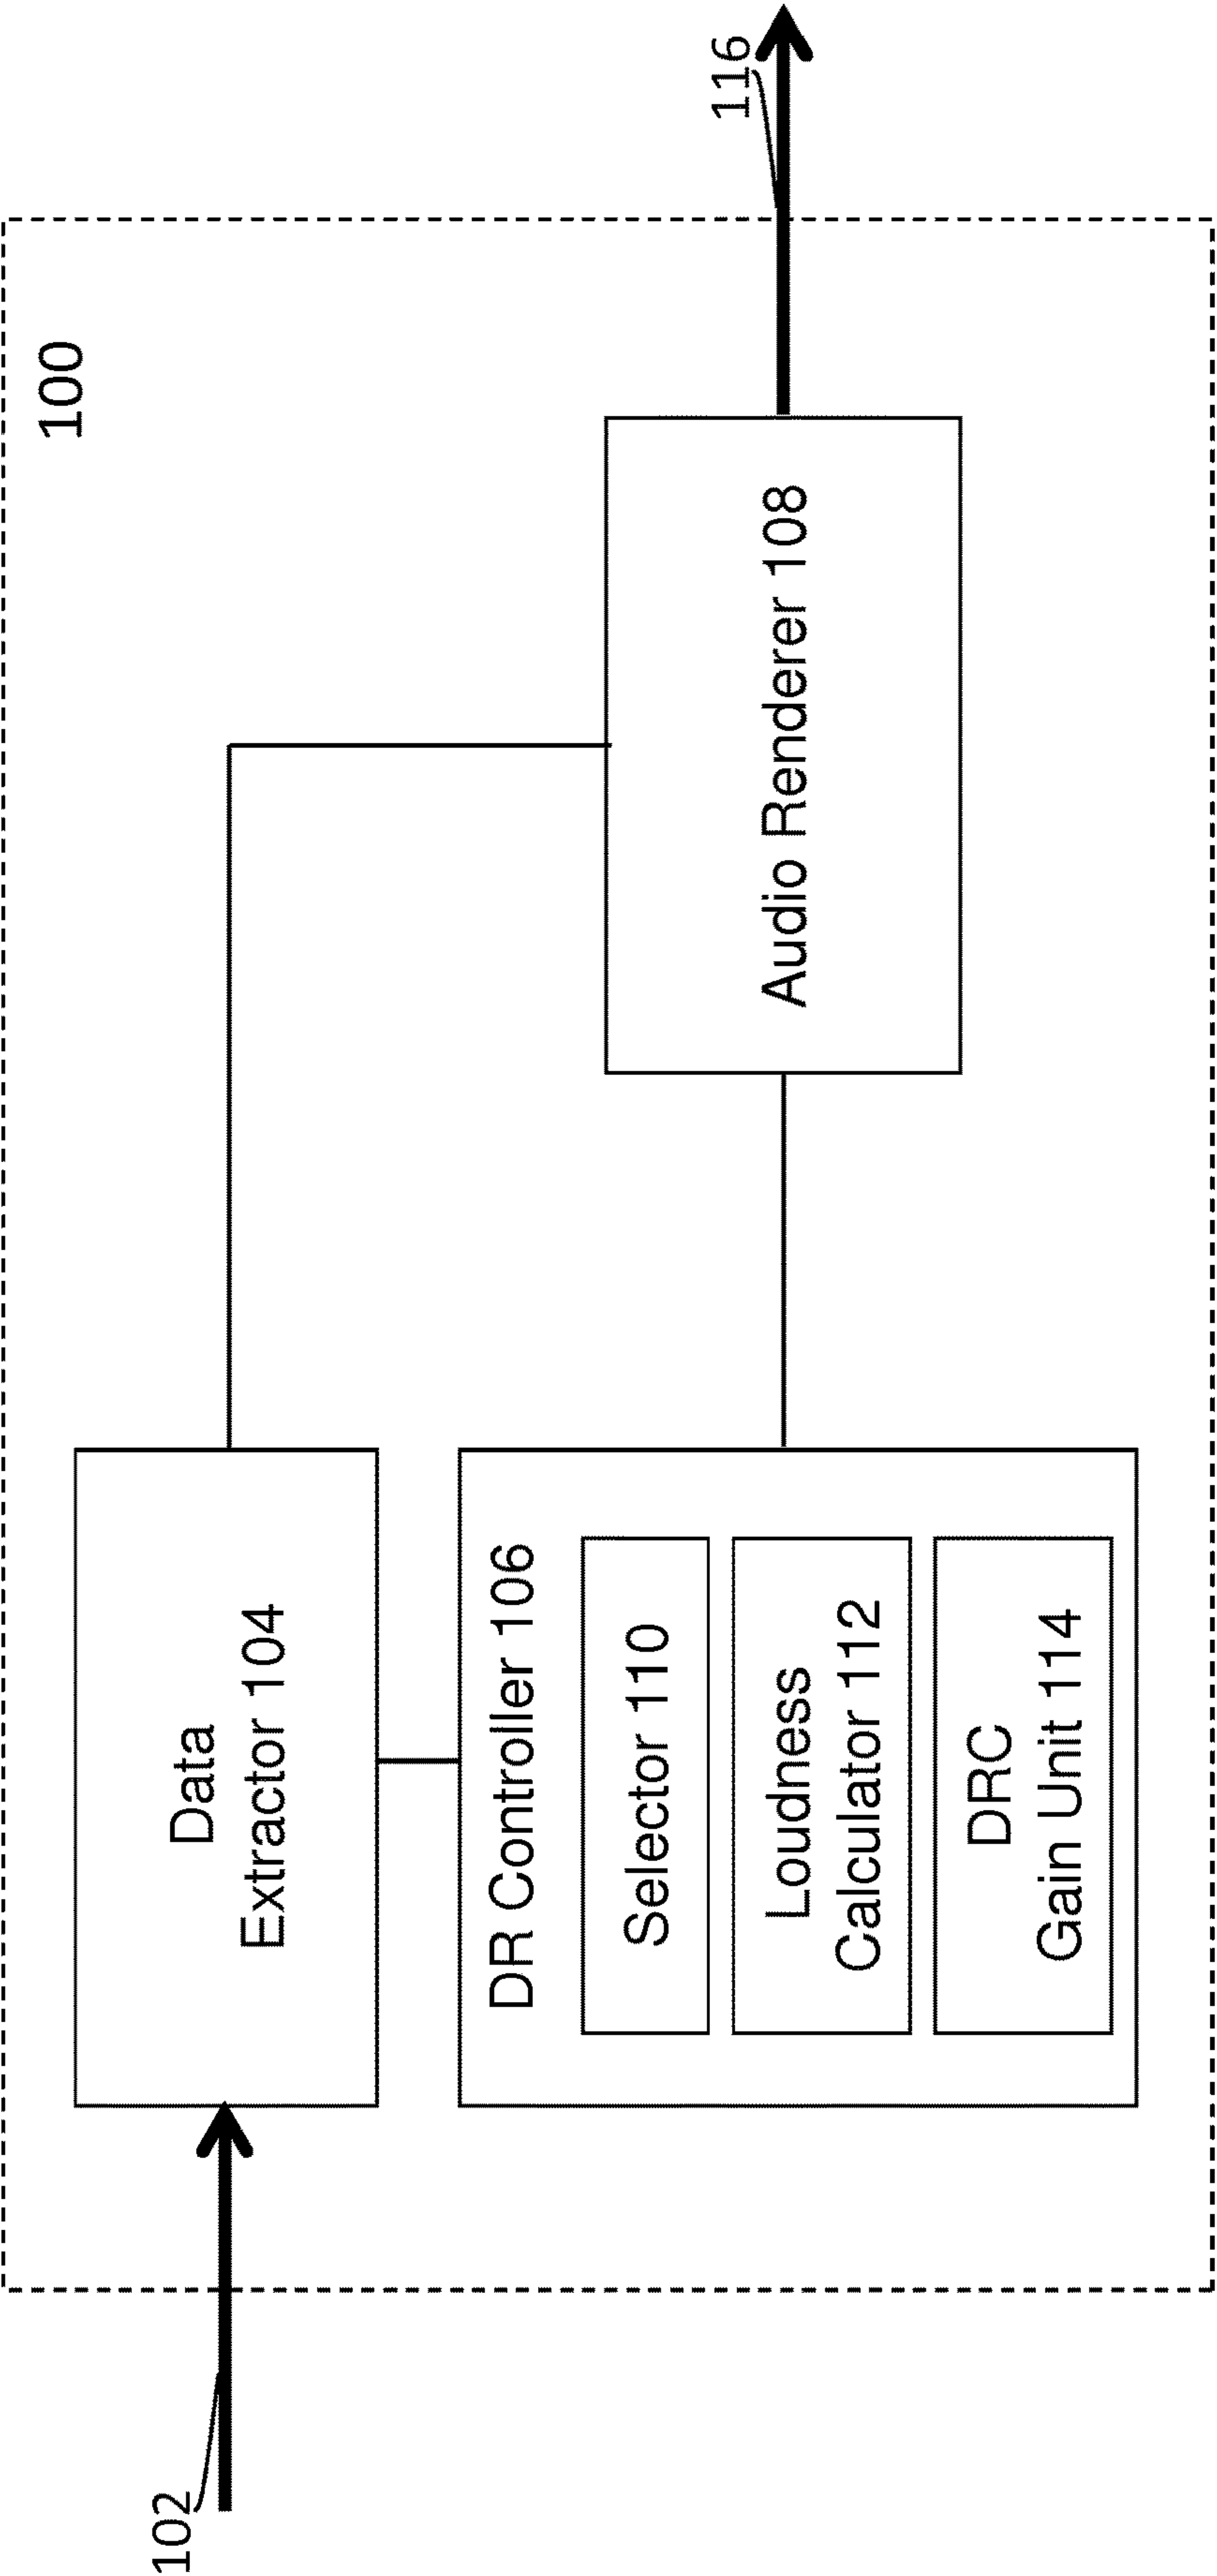 100
102
Data
Extractor 104
DR Controller 106
Selector 110
Loudness
Calculator 112
DRC
Gain Unit 114
Audio Renderer 108
116